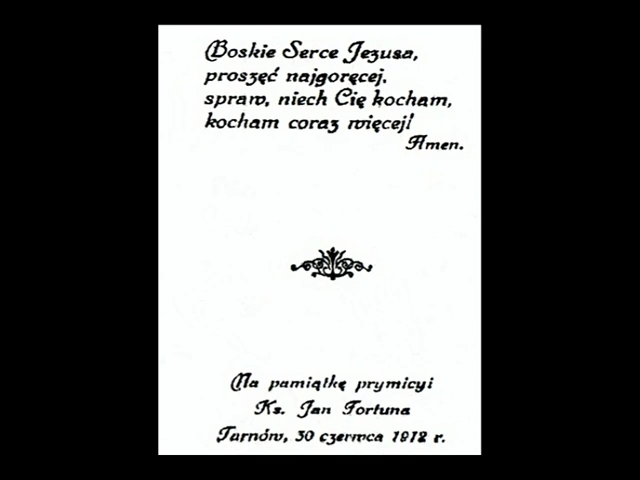 Boskie Serce Jezusa,
proszęć najgoręcej.
spraw, niech Cię kocham,
kocham coraz więcej!
Amen.
Na pamiątkę prymicyi
Ks. Jan Fortuna
Tarnów, 30 czerwca 1912 r.